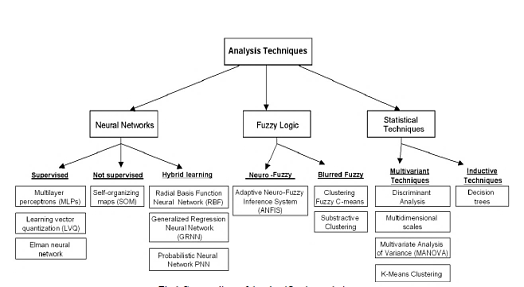 Analysis Techniques
Neural Networks
Fuzzy Logic
Statistical
Techniques
Supervised
Not supervised
Hybrid learning
Neuro -Fuzzy
Blurred Fuzzy
Multivariant
Techniques
Inductive
Techniques
Multilayer
perceptions (MLPs)
Learning vector
quantization (LVQ)
Elman neural
network
Self-organizing
maps (SOM)
Radial Basis Function
Neural Network (RBF)
Generalized Regression
Neural Network
(GRNN)
Probabilistic Neural
Network PNN
Adaptive Neuro-Fuzzy
Inference System
(ANFIS)
Clustering
Fuzzy C-means
Substractive
Clustering
Discriminant
Analysis
Multidimensional
scales
Multivariate Analysis
of Variance (MANOVA)
K-Means Clustering
Decision
trees